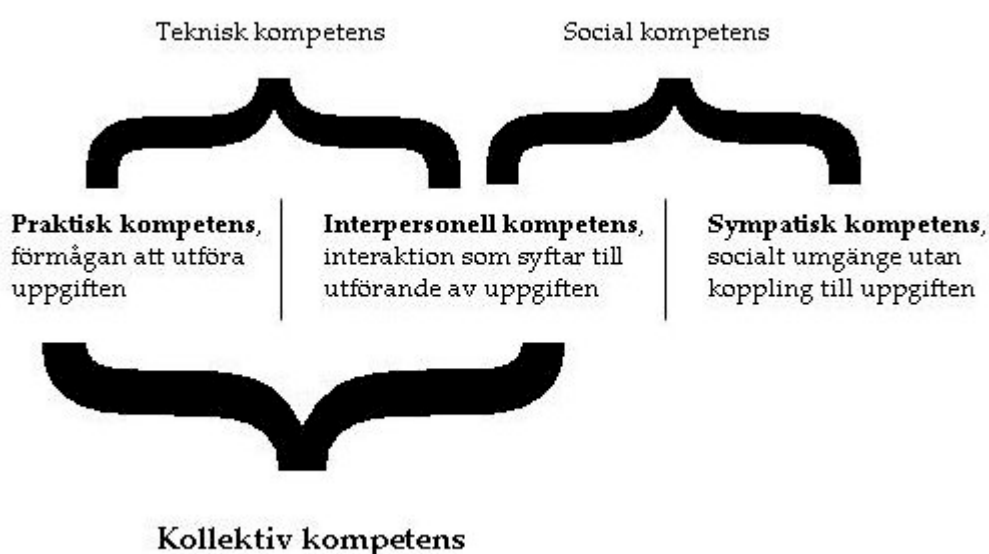 Teknisk kompetens
Social kompetens
Praktisk kompetens,
förmågan att utföra
uppgiften
Interpersonell kompetens,
interaktion som syftar till
utförande av uppgiften
Sympatisk kompetens,
socialt umgänge utan
koppling till uppgiften
Kollektiv kompetens